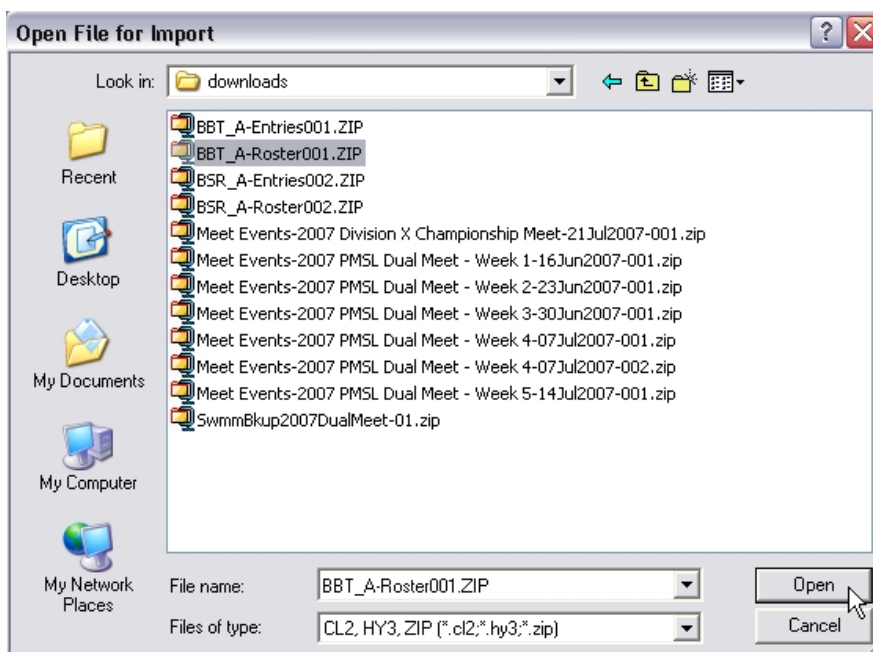 Open File for Import
Look in: downloads
BBT_A-Entries001.ZIP
BBT_A-Roster001.ZIP
BSR_A-Entries002.ZIP
BSR_A-Roster002.ZIP
Meet Events-2007 Division X Championship Meet-21Jul2007-001.zip
Meet Events-2007 PMSL Dual Meet - Week 1-16Jun2007-001.zip
Meet Events-2007 PMSL Dual Meet - Week 2-23Jun2007-001.zip
Meet Events-2007 PMSL Dual Meet - Week 3-30Jun2007-001.zip
Meet Events-2007 PMSL Dual Meet - Week 4-07Jul2007-001.zip
Meet Events-2007 PMSL Dual Meet - Week 4-07Jul2007-002.zip
Meet Events-2007 PMSL Dual Meet - Week 5-14Jul2007-001.zip
SwmmBkup2007DualMeet-01.zip
Recent
Desktop
My Documents
My Computer
My Network
Places
File name: BBT_A-Roster001.ZIP Open
Files of type: CL2, HY3, ZIP (*.cl2;*.hy3;*.zip) Cancel